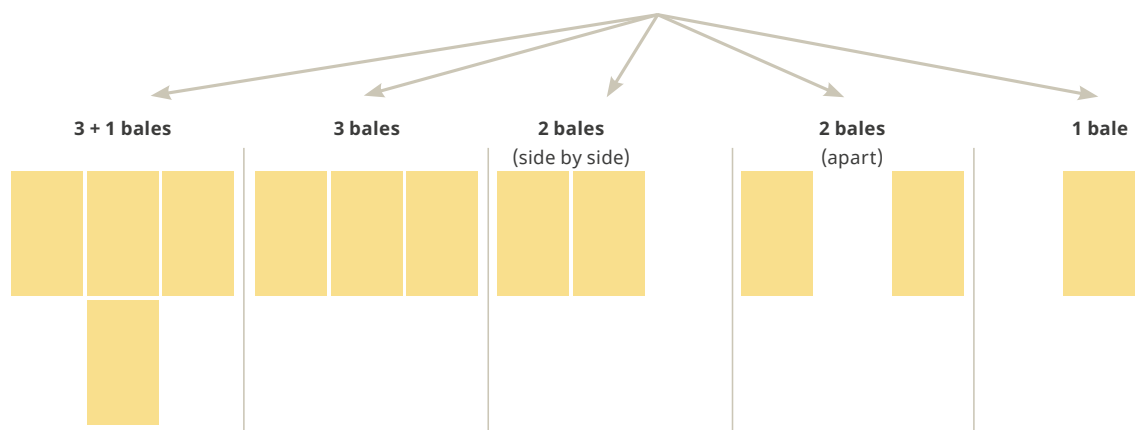 3 + 1 bales
3 bales
2 bales
(side by side)
2 bales
(apart)
1 bale